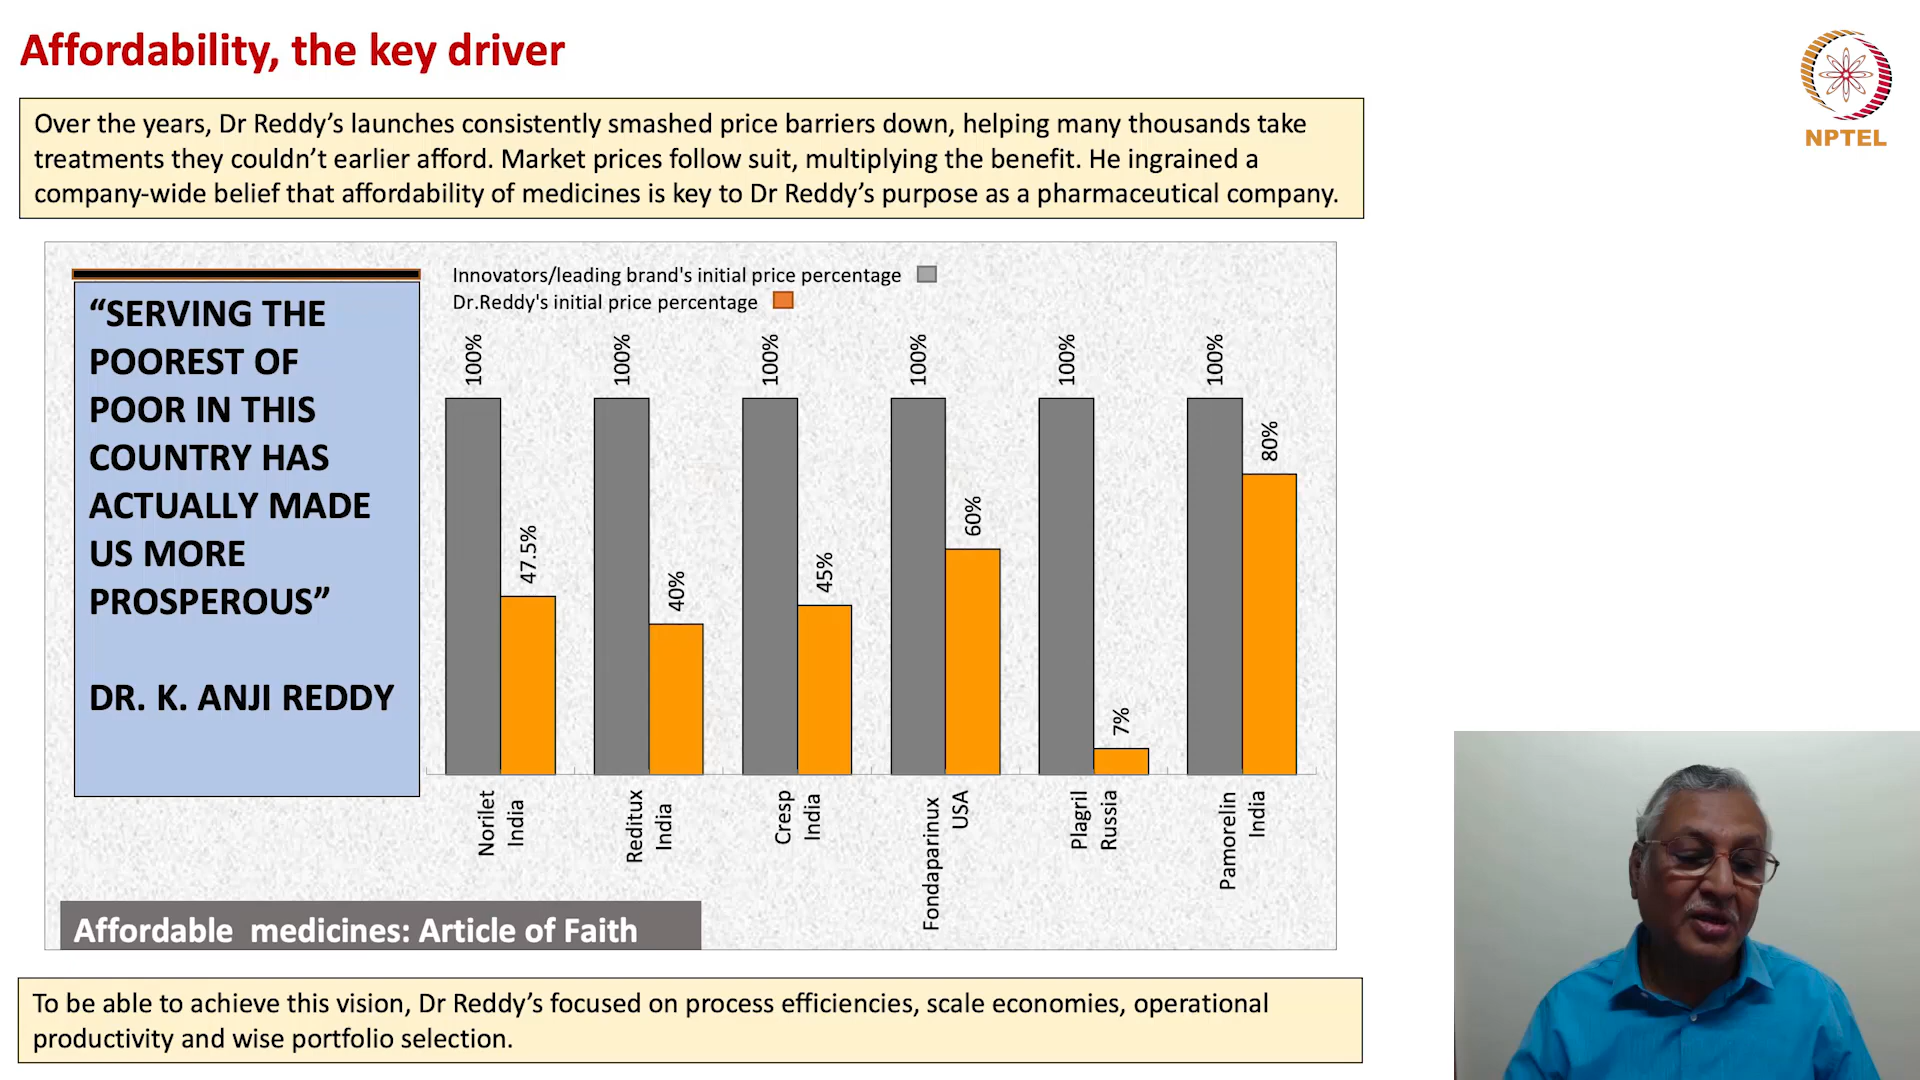 Affordability, the key driver
NPTEL
Over the years, Dr Reddy’s launches consistently smashed price barriers down, helping many thousands take
treatments they couldn’t earlier afford. Market prices follow suit, multiplying the benefit. He ingrained a
company-wide belief that affordability of medicines is key to Dr Reddy’s purpose as a pharmaceutical company.
“SERVING THE
POOREST OF
POOR IN THIS
COUNTRY HAS
ACTUALLY MADE
US MORE
PROSPEROUS”
DR. K. ANJI REDDY
Innovators/leading brand's initial price percentage
Dr.Reddy's initial price percentage
100%
47.5%
100%
40%
100%
45%
100%
60%
100%
7%
100%
80%
Norilet
India
Reditux
India
Cresp
India
Fondaparinux
USA
Plagril
Russia
Pamorelin
India
Affordable medicines: Article of Faith
To be able to achieve this vision, Dr Reddy’s focused on process efficiencies, scale economies, operational
productivity and wise portfolio selection.